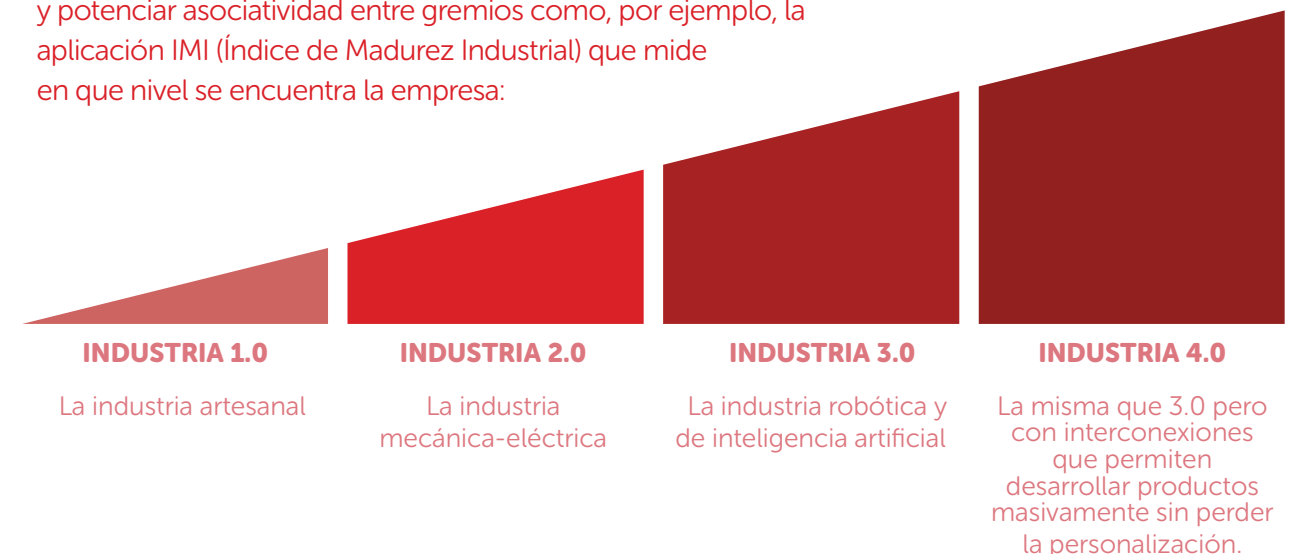 y potenciar asociatividad entre gremios como, por ejemplo, la
aplicación IMI (Índice de Madurez Industrial) que mide
en que nivel se encuentra la empresa:
INDUSTRIA 1.0
La industria artesanal
INDUSTRIA 2.0
La industria
mecánica-eléctrica
INDUSTRIA 3.0
La industria robótica y
de inteligencia artificial
INDUSTRIA 4.0
La misma que 3.0 pero
con interconexiones
que permiten
desarrollar productos
masivamente sin perder
la personalización.